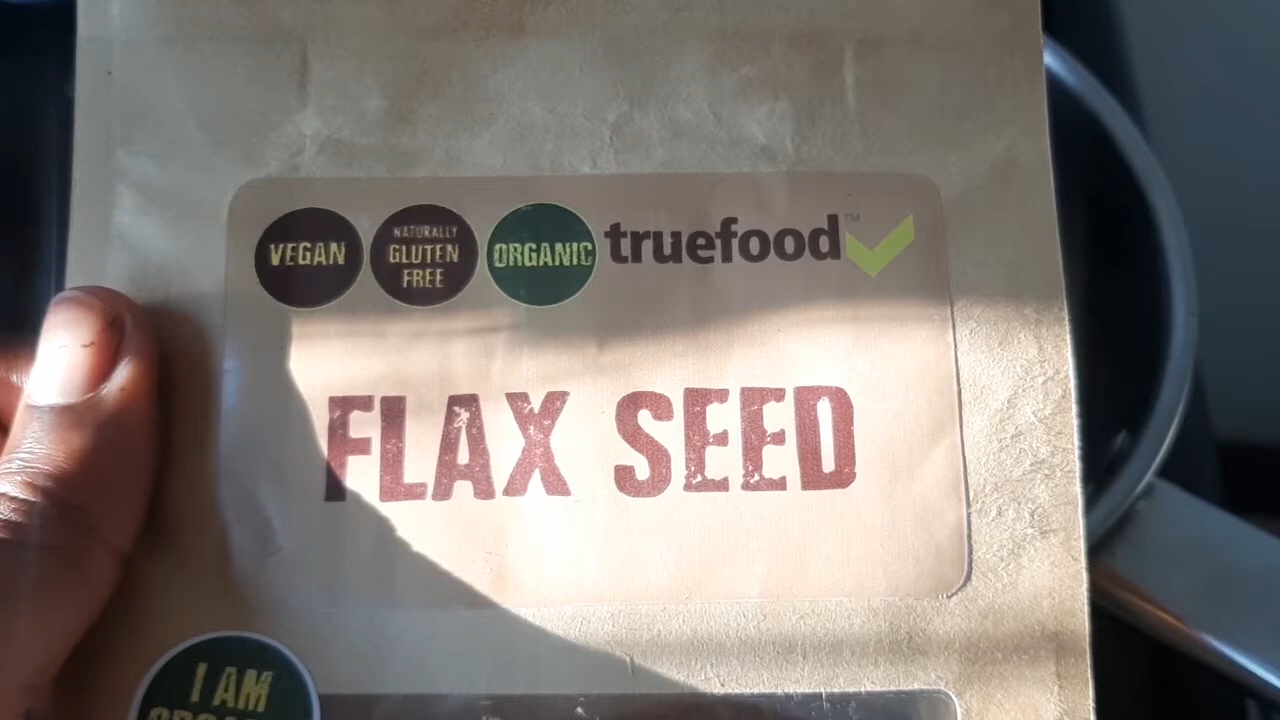 VEGAN
NATURALLY
GLUTEN
FREE
ORGANIC
truefood™
FLAX SEED
I AM